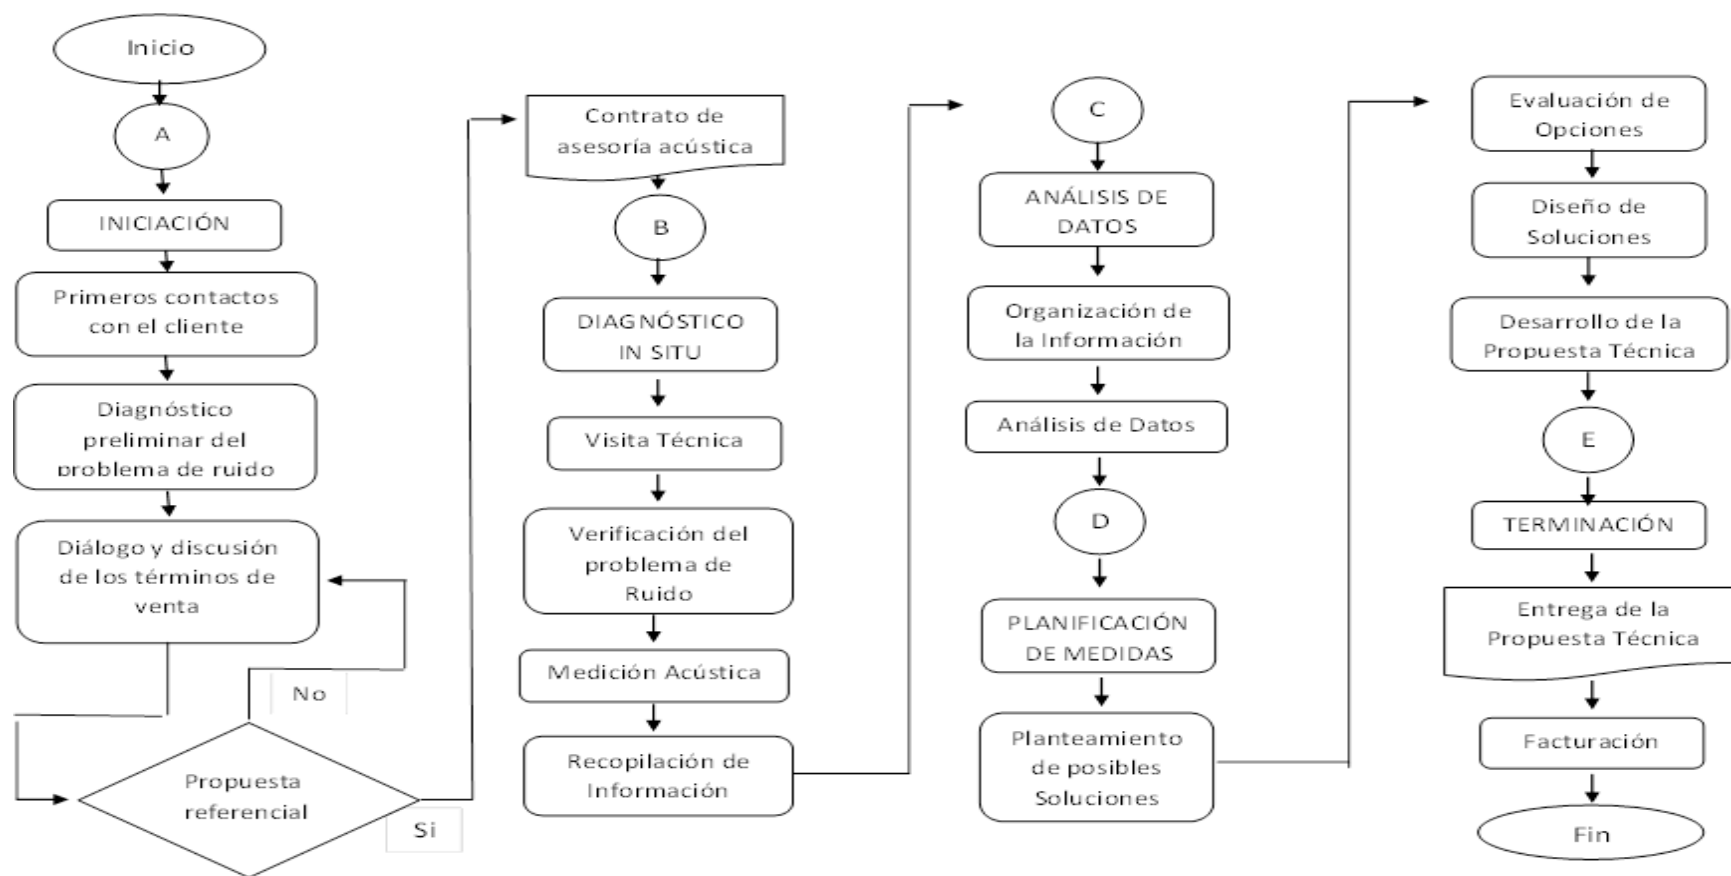 Inicio
A
INICIACIÓN
Primeros contactos
con el cliente
Diagnóstico
preliminar del
problema de ruido
Diálogo y discusión
de los términos de
venta
No
Propuesta
referencial
Si
Contrato de
asesoría acústica
B
DIAGNÓSTICO
IN SITU
Visita Técnica
Verificación del
problema de
Ruido
Medición Acústica
Recopilación de
Información
C
ANÁLISIS DE
DATOS
Organización de
la Información
Análisis de Datos
D
PLANIFICACIÓN
DE MEDIDAS
Planteamiento
de posibles
Soluciones
Evaluación de
Opciones
Diseño de
Soluciones
Desarrollo de la
Propuesta Técnica
E
TERMINACIÓN
Entrega de la
Propuesta Técnica
Facturación
Fin